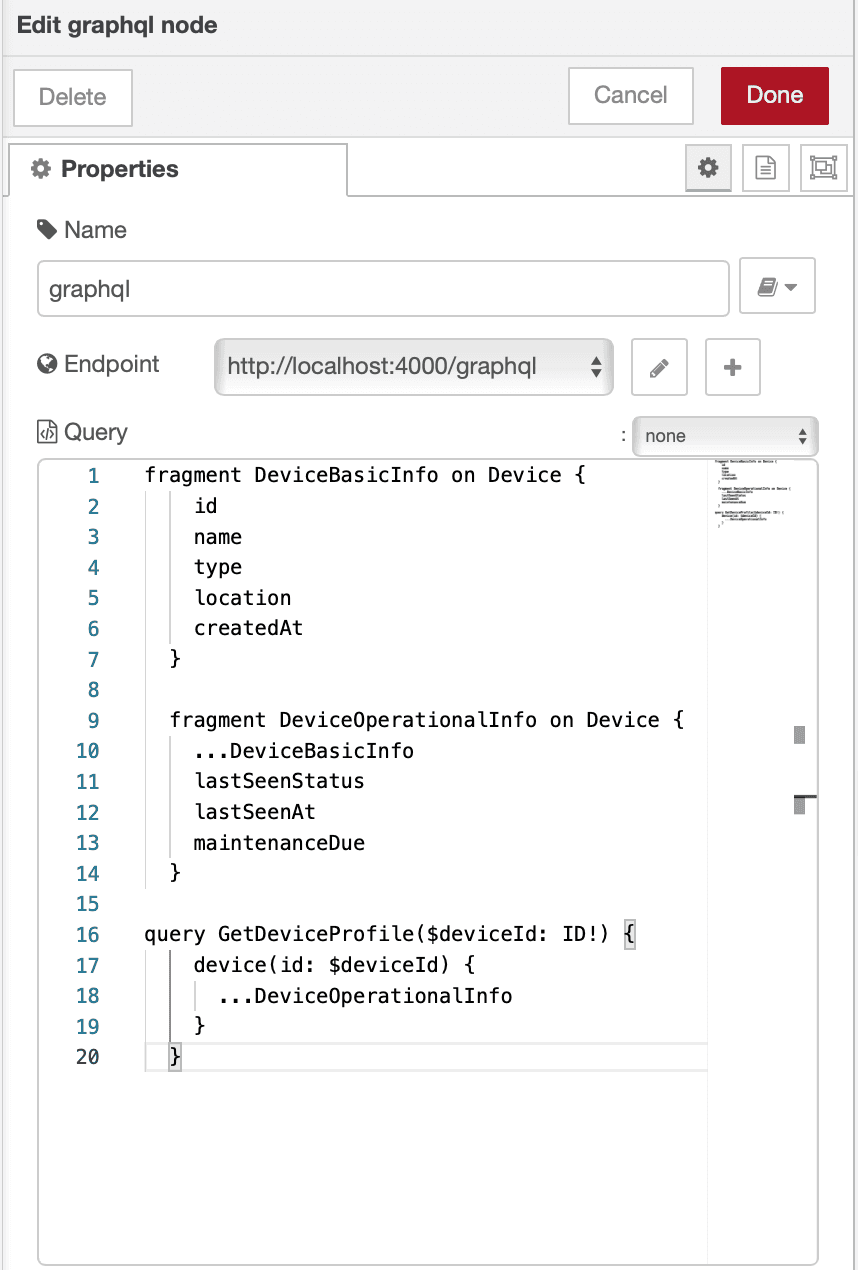 Edit graphql node
Delete
Cancel
Done
Properties
Name
graphql
Endpoint
http://localhost:4000/graphql
Query
: none
1 fragment DeviceBasicInfo on Device {
2 id
3 name
4 type
5 location
6 createdAt
7 }
8
9 fragment DeviceOperationalInfo on Device {
10 ...DeviceBasicInfo
11 lastSeenStatus
12 lastSeenAt
13 maintenanceDue
14 }
15
16 query GetDeviceProfile($deviceId: ID!) {
17 device(id: $deviceId) {
18 ...DeviceOperationalInfo
19 }
20 }